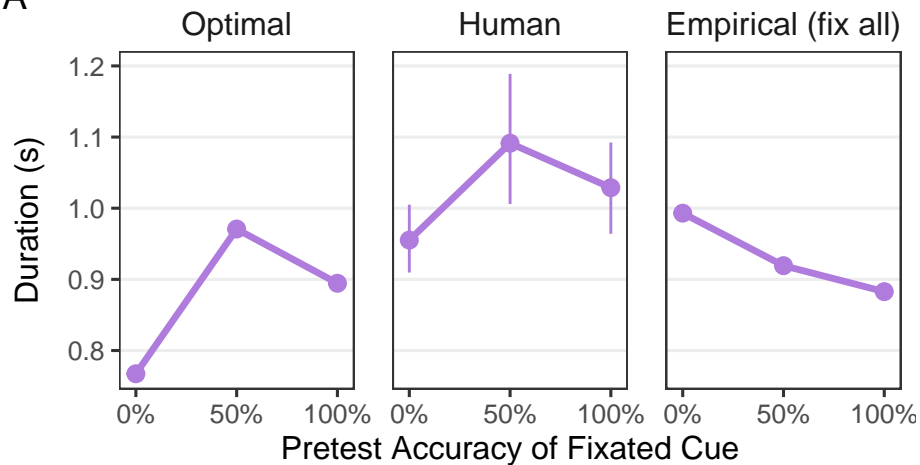 A
Optimal Human Empirical (fix all)
Duration (s)
1.2
1.1
1.0
0.9
0.8
0% 50% 100% 0% 50% 100% 0% 50% 100%
Pretest Accuracy of Fixated Cue